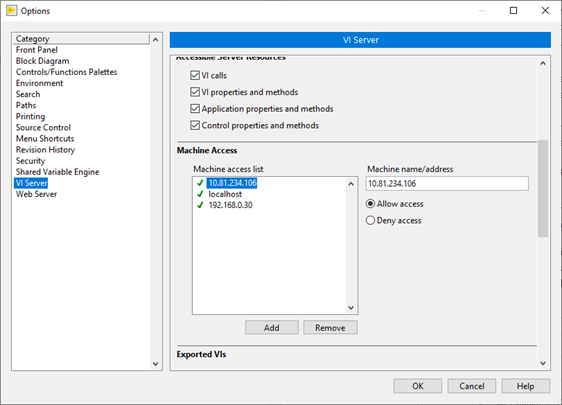 Options
Category
Front Panel
Block Diagram
Controls/Functions Palettes
Environment
Search
Paths
Printing
Source Control
Menu Shortcuts
Revision History
Security
Shared Variable Engine
VI Server
Web Server
VI Server
Accessible Server Resources
VI calls
VI properties and methods
Application properties and methods
Control properties and methods
Machine Access
Machine access list
10.81.234.106
localhost
192.168.0.30
Machine name/address
10.81.234.106
Allow access
Deny access
Add
Remove
Exported VIs
OK
Cancel
Help